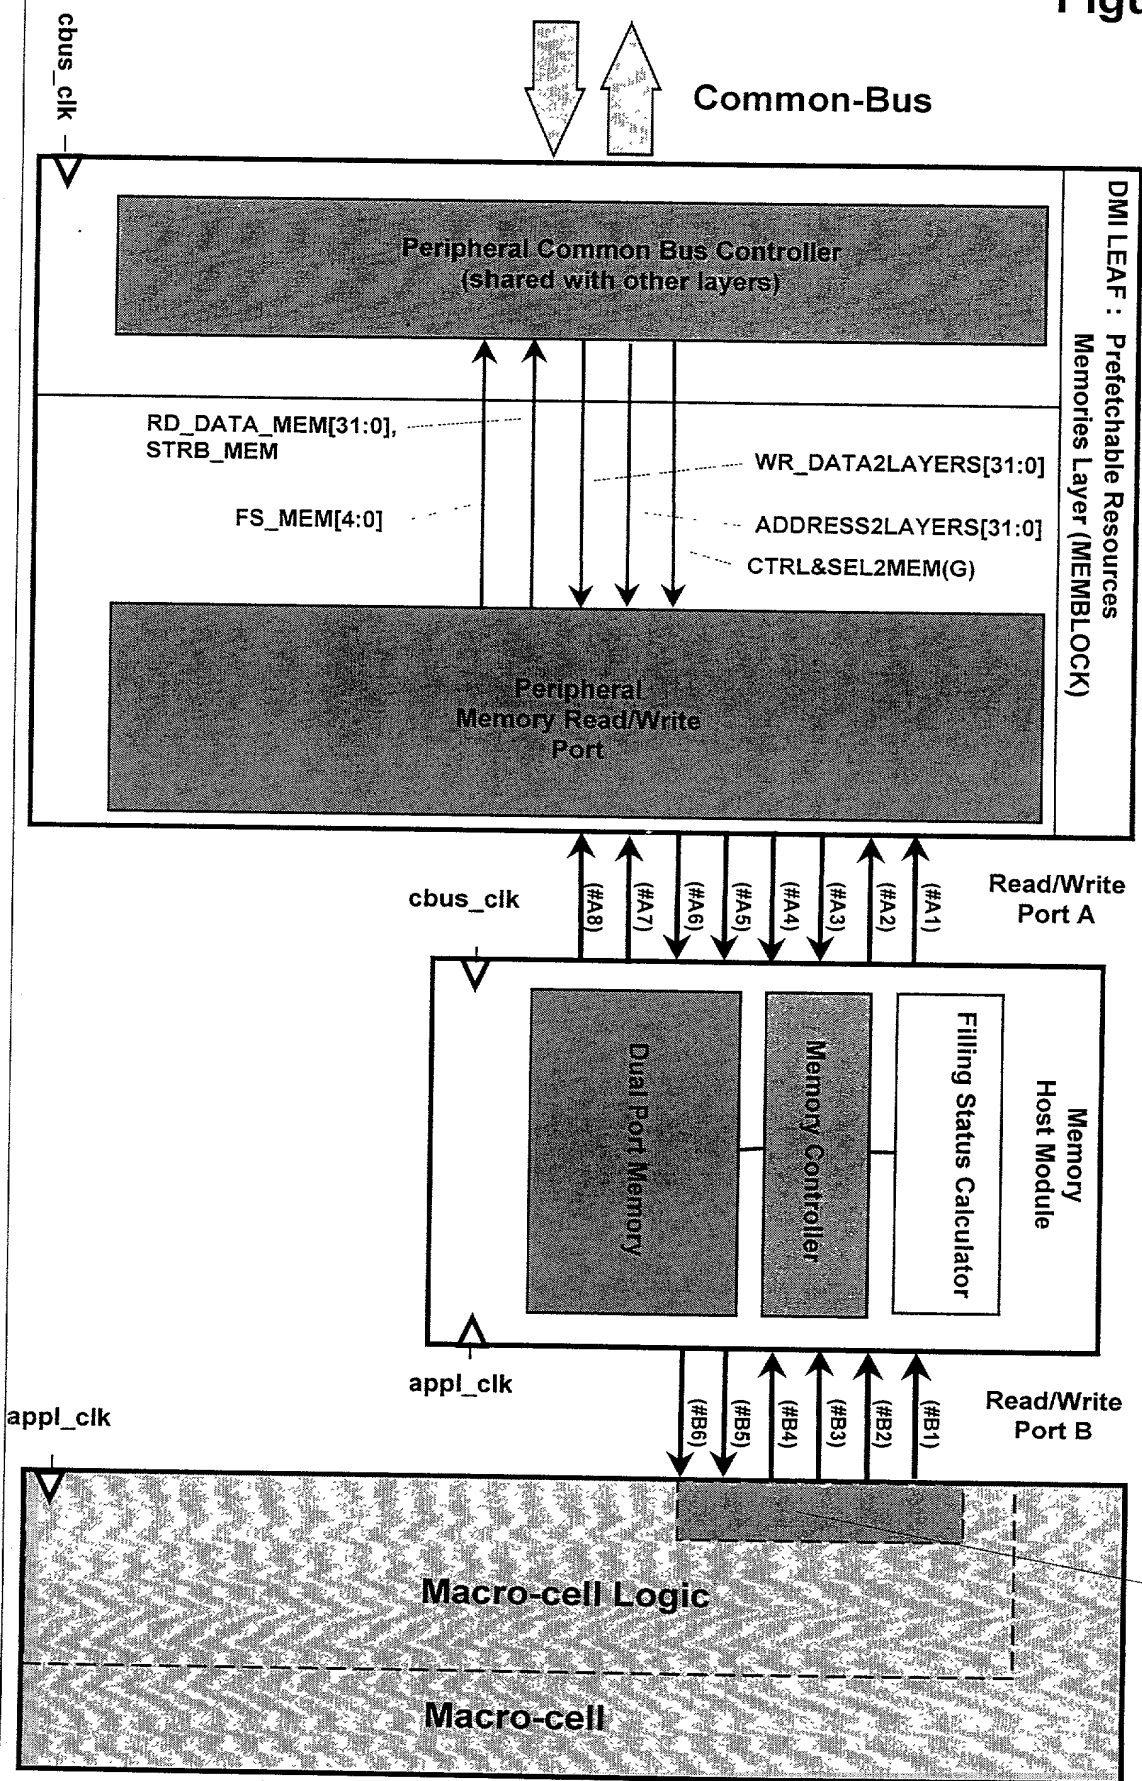 Figu
cbus_clk
Common-Bus
DMI LEAF : Prefetchable Resources
Memories Layer (MEMBLOCK)
Peripheral Common Bus Controller
(shared with other layers)
RD_DATA_MEM[31:0],
STRB_MEM
WR_DATA2LAYERS[31:0]
FS_MEM[4:0]
ADDRESS2LAYERS[31:0]
CTRL&SEL2MEM(G)
Peripheral
Memory Read/Write
Port
cbus_clk
(#A8)
(#A7)
(#A6)
(#A5)
(#A4)
(#A3)
(#A2)
(#A1)
Read/Write
Port A
Dual Port Memory
Memory Controller
Filling Status Calculator
Memory
Host Module
appl_clk
appl_clk
(#B6)
(#B5)
(#B4)
(#B3)
(#B2)
(#B1)
Read/Write
Port B
Macro-cell Logic
Macro-cell